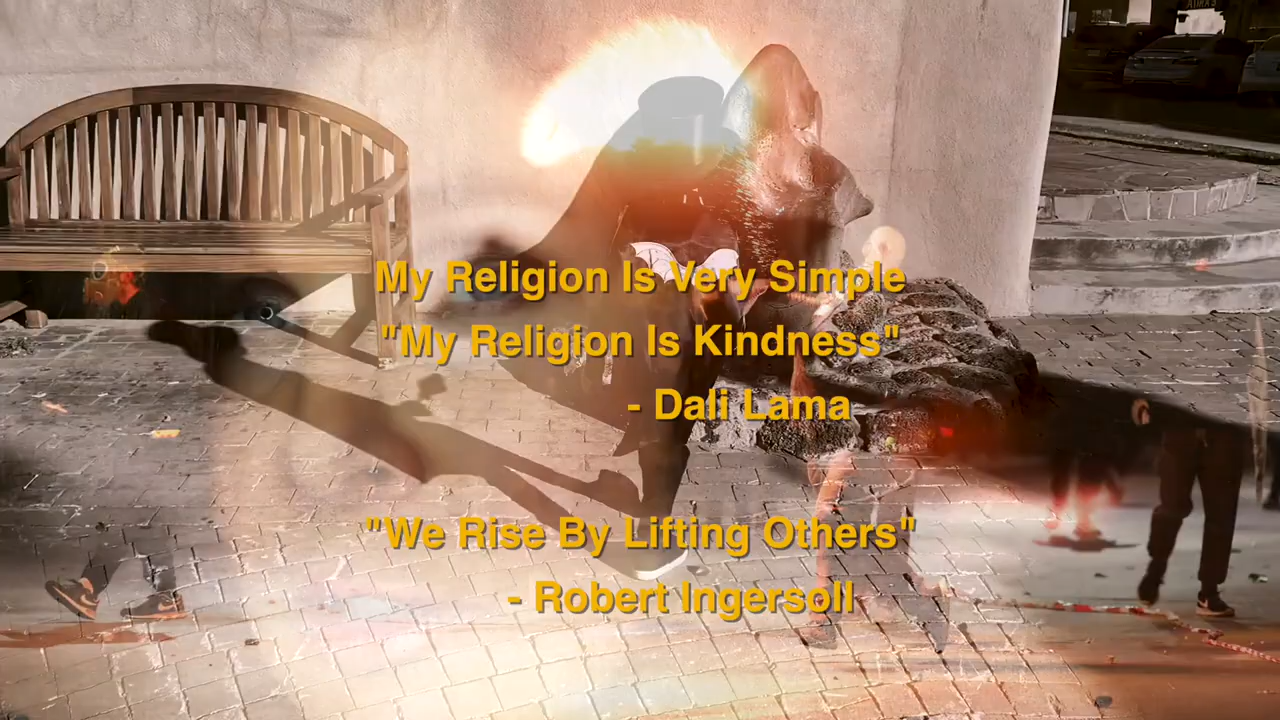 My Religion Is Very Simple
"My Religion Is Kindness"
- Dali Lama
"We Rise By Lifting Others"
- Robert Ingersoll